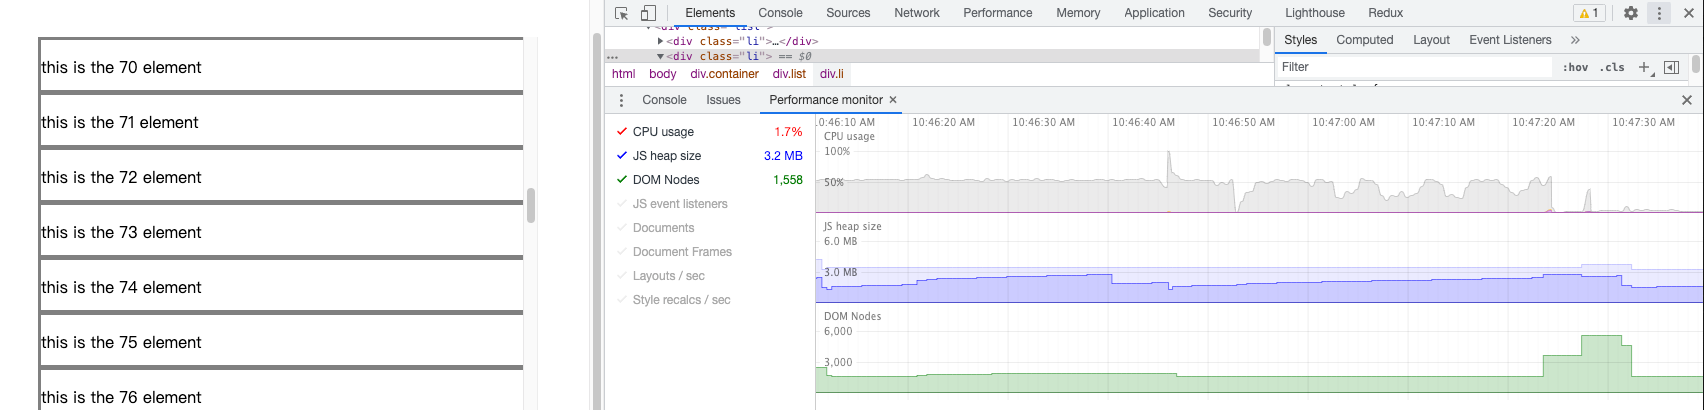 this is the 70 element
this is the 71 element
this is the 72 element
this is the 73 element
this is the 74 element
this is the 75 element
this is the 76 element
Elements Console Sources Network Performance Memory Application Security Lighthouse Redux 1
<div class="li">…</div>
<div class="li"> == $0
html body div.container div.list div.li
Styles Computed Layout Event Listeners »
Filter :hov .cls
Console Issues Performance monitor
CPU usage 1.7%
JS heap size 3.2 MB
DOM Nodes 1,558
JS event listeners
Documents
Document Frames
Layouts / sec
Style recalcs / sec
0:46:10 AM 10:46:20 AM 10:46:30 AM 10:46:40 AM 10:46:50 AM 10:47:00 AM 10:47:10 AM 10:47:20 AM 10:47:30 AM
CPU usage
100%
50%
JS heap size
6.0 MB
3.0 MB
DOM Nodes
6,000
3,000